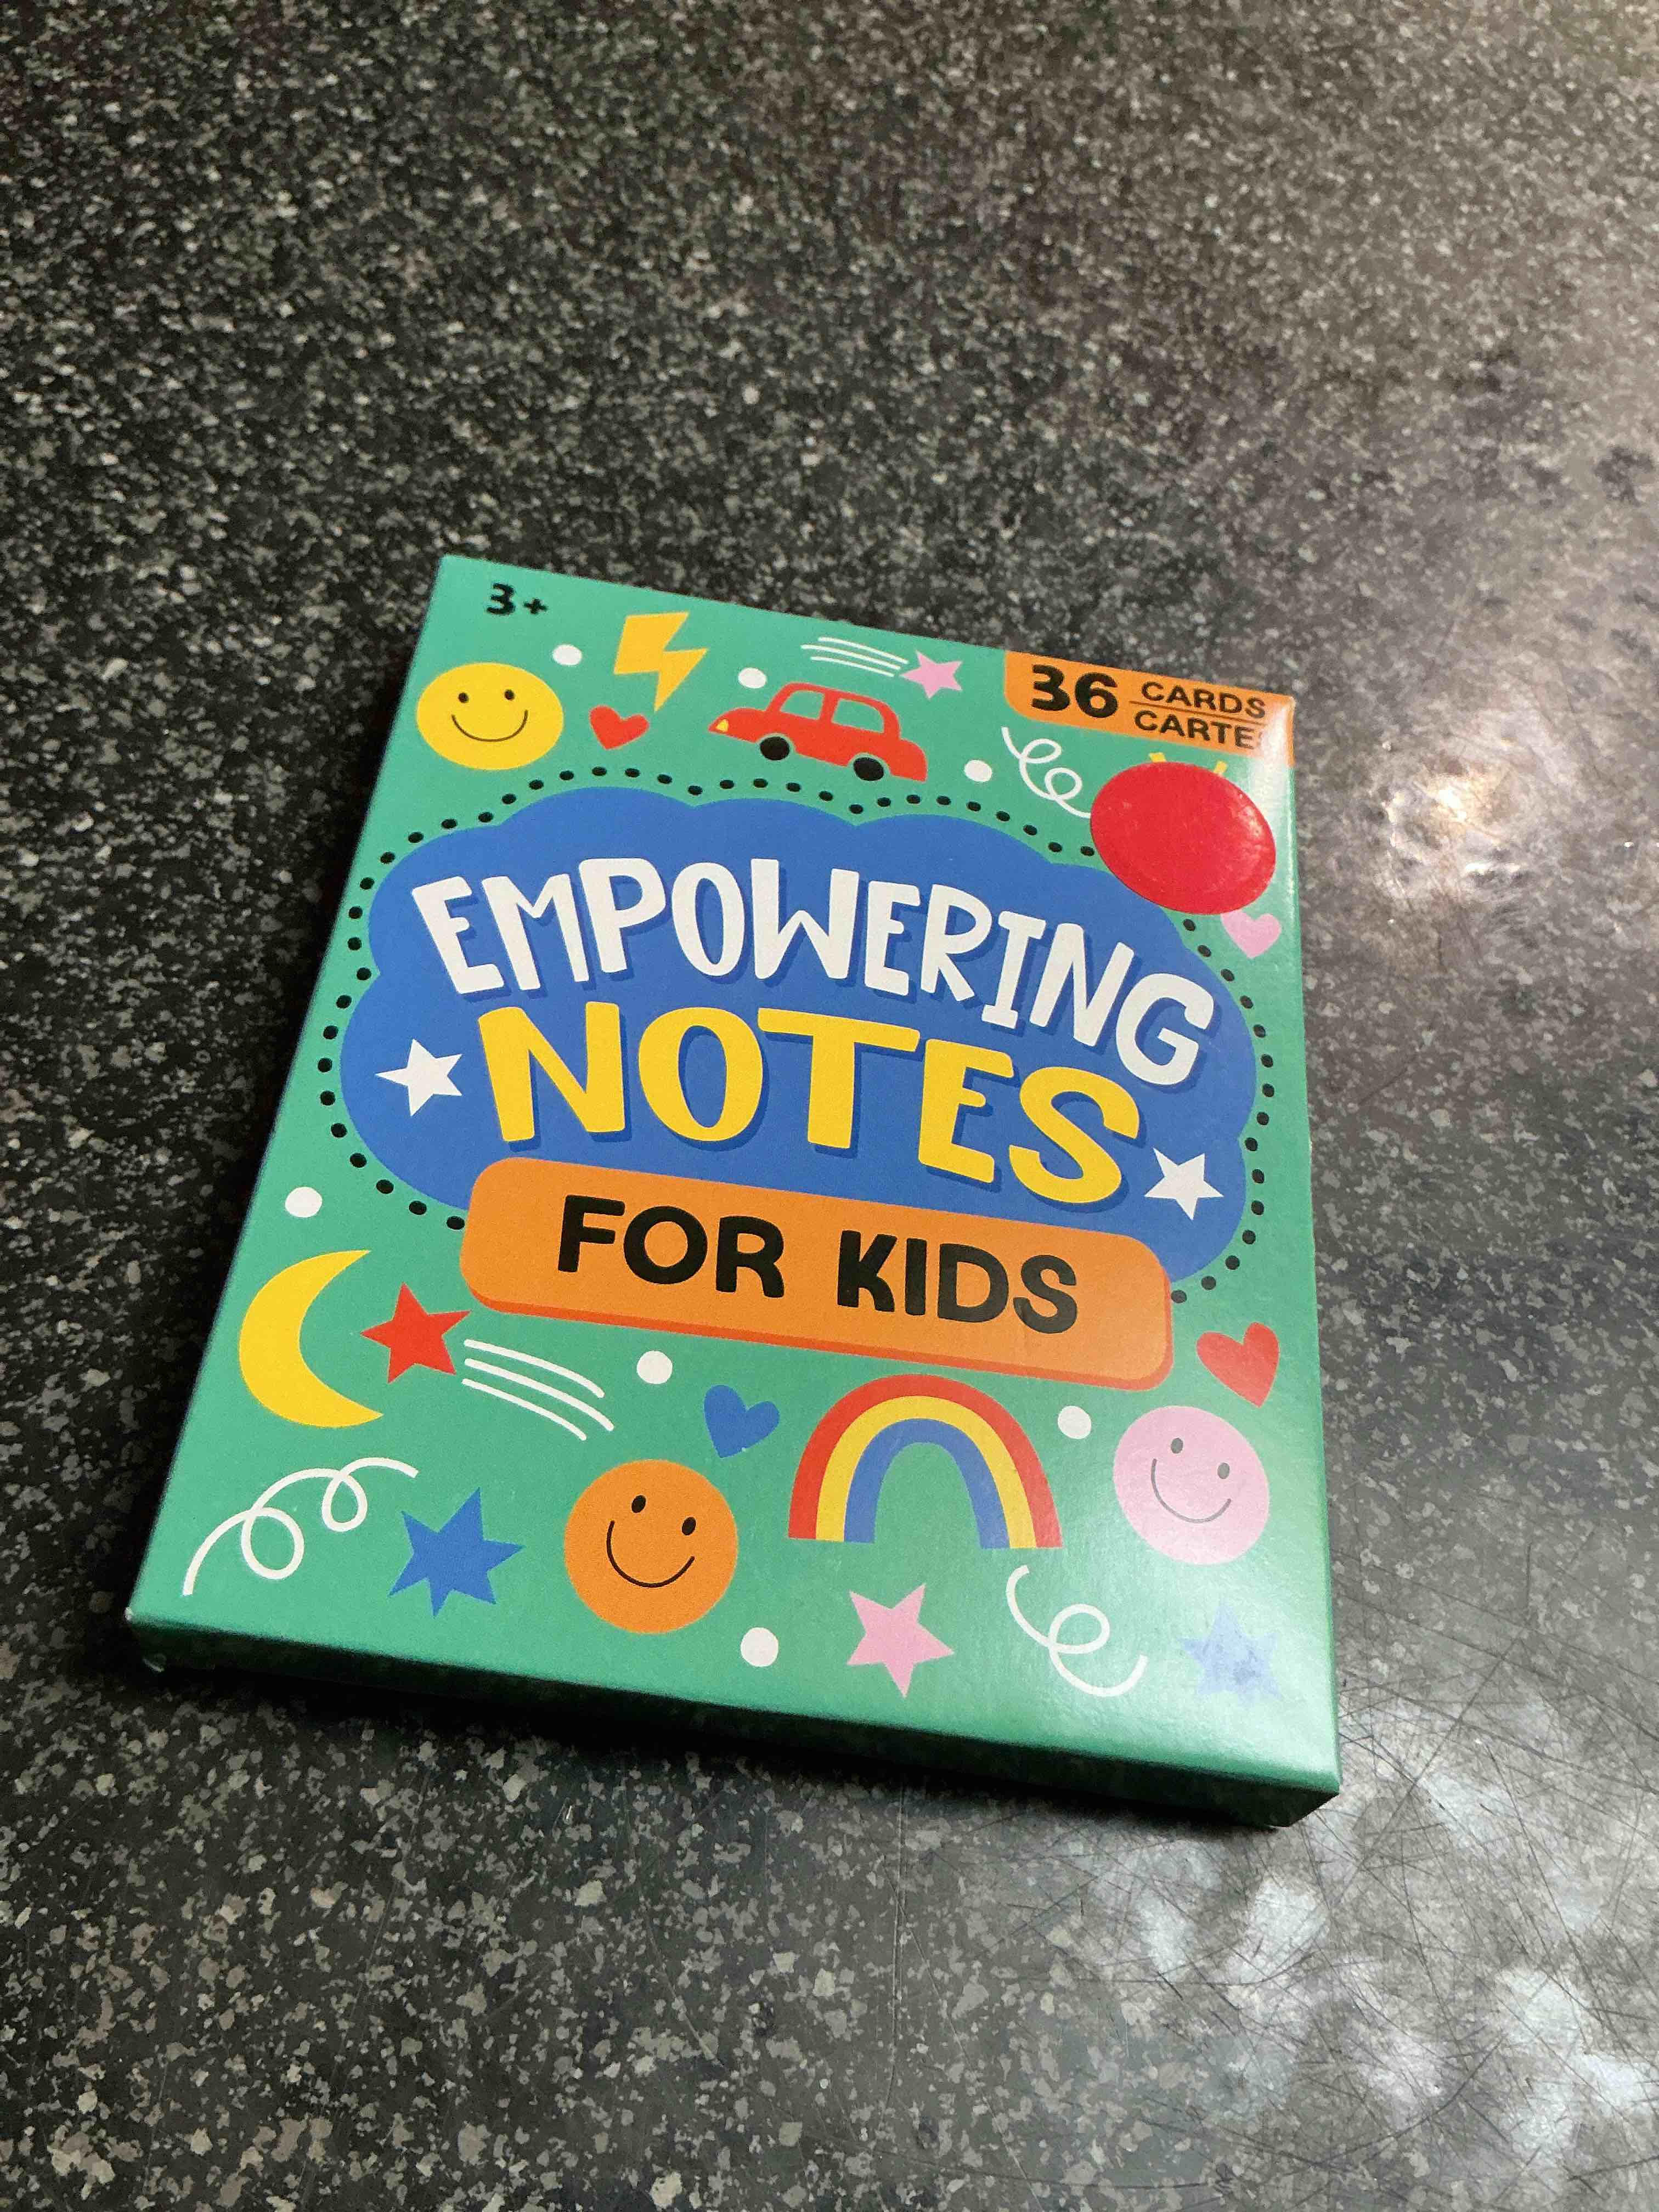 3+
36 CARDS
CARTES
EMPOWERING
NOTES
FOR KIDS